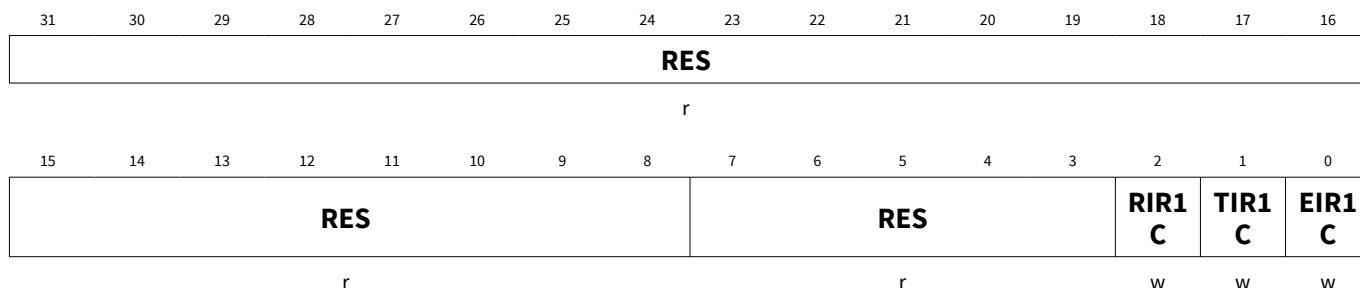 31 30 29 28 27 26 25 24 23 22 21 20 19 18 17 16
RES
r
15 14 13 12 11 10 9 8 7 6 5 4 3 2 1 0
RES RES RIR1 TIR1 EIR1
C C C
r r w w w